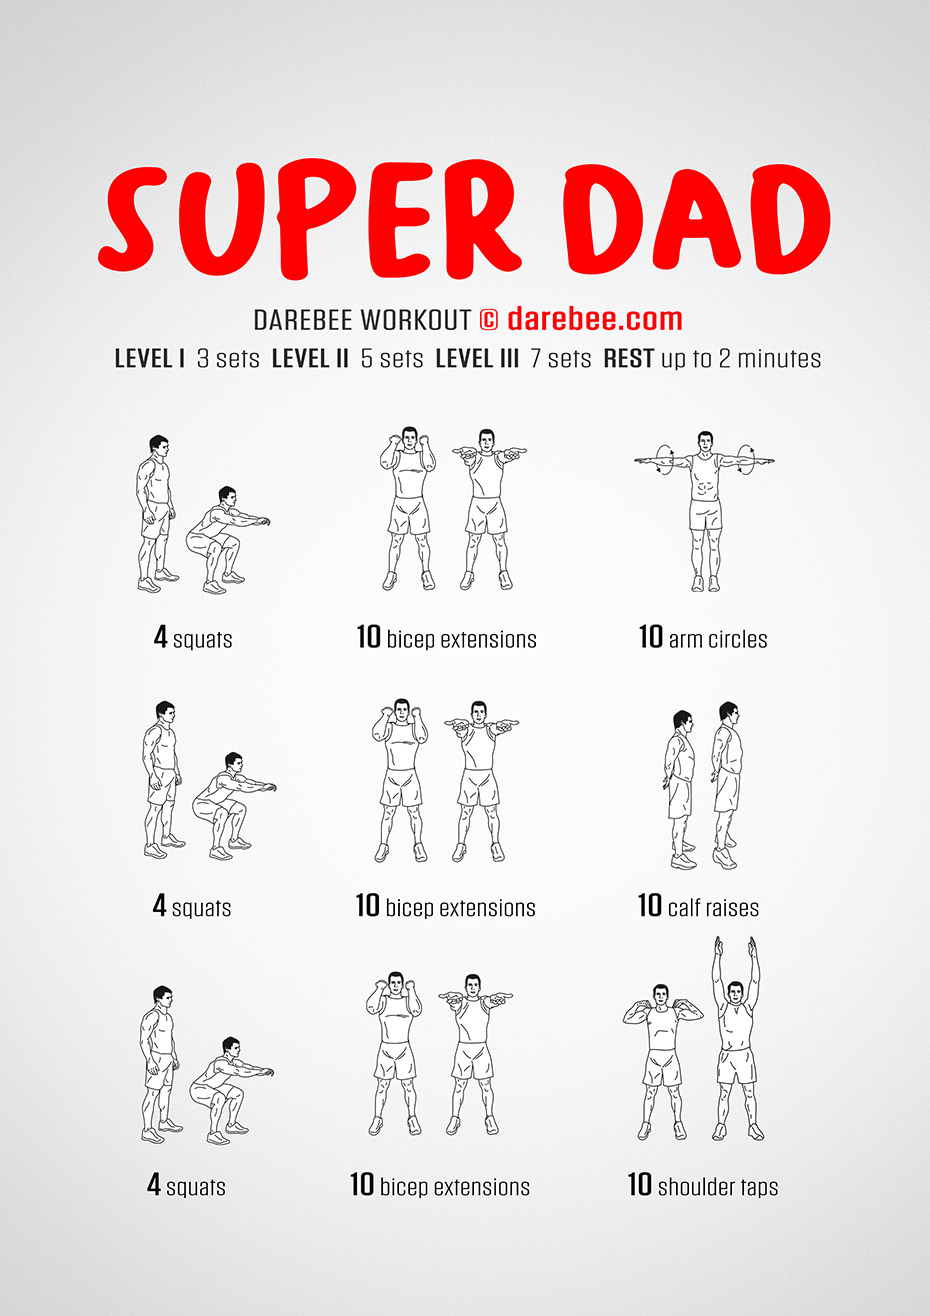 SUPER DAD
DAREBEE WORKOUT © darebee.com
LEVEL I 3 sets LEVEL II 5 sets LEVEL III 7 sets REST up to 2 minutes
4 squats
10 bicep extensions
10 arm circles
4 squats
10 bicep extensions
10 calf raises
4 squats
10 bicep extensions
10 shoulder taps